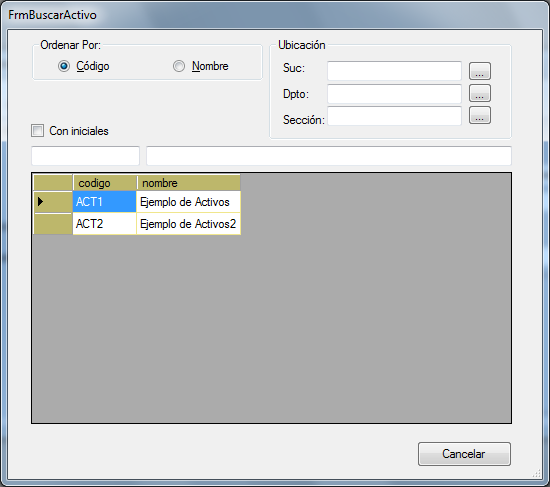 FrmBuscarActivo
Ordenar Por:
Código
Nombre
Ubicación
Suc:
...
Dpto:
...
Sección:
...
Con iniciales
codigo nombre
ACT1 Ejemplo de Activos
ACT2 Ejemplo de Activos2
Cancelar